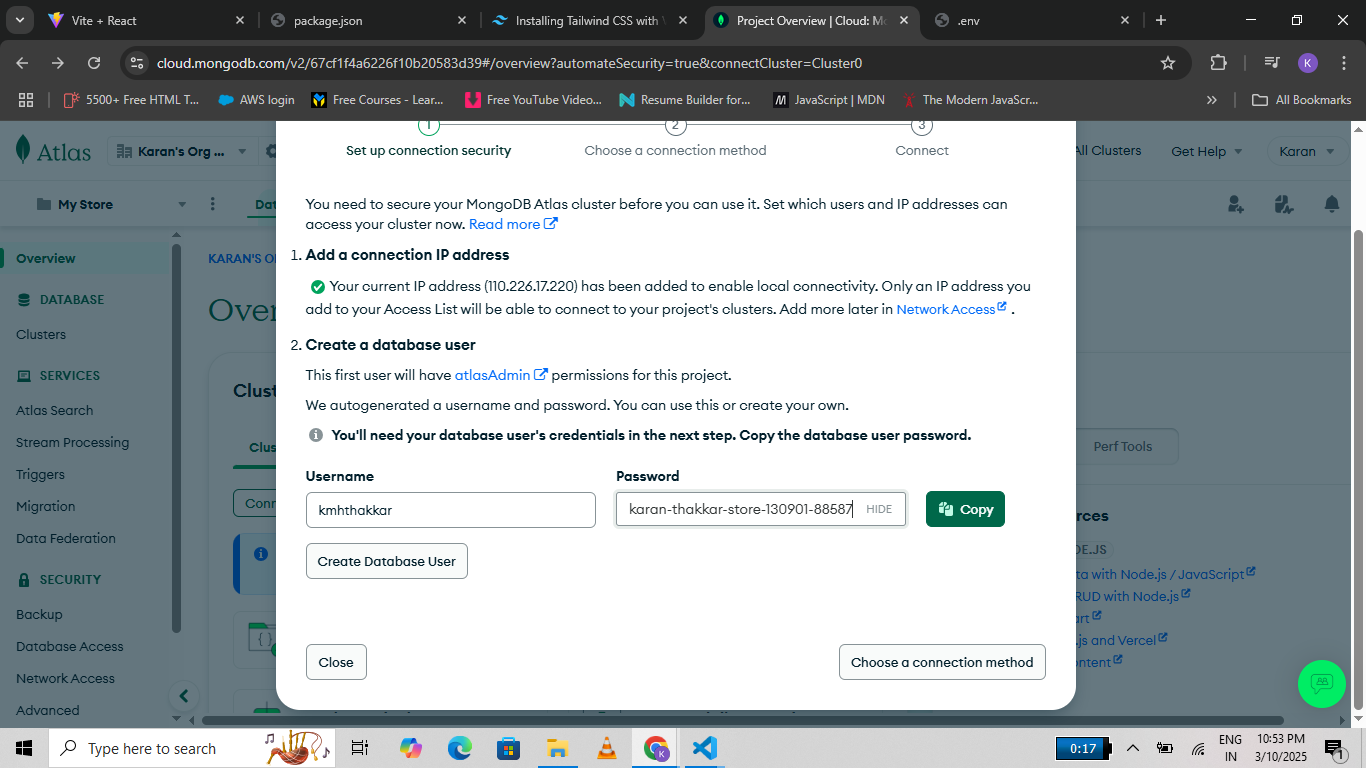 Vite + React
package.json
Installing Tailwind CSS with
Project Overview | Cloud: Mo
.env
cloud.mongodb.com/v2/67cf1f4a6226f10b20583d39#/overview?automateSecurity=true&connectCluster=Cluster0
K
5500+ Free HTML T...
AWS login
Free Courses - Lear...
Free YouTube Video...
Resume Builder for...
JavaScript | MDN
The Modern JavaScr...
»
All Bookmarks
Atlas
Karan's Org ...
All Clusters
Get Help
Karan
My Store
Dat
Overview
DATABASE
Clusters
SERVICES
Atlas Search
Stream Processing
Triggers
Migration
Data Federation
SECURITY
Backup
Database Access
Network Access
Advanced
KARAN'S O
Over
Clust
Clus
Conn
1
2
3
Set up connection security
Choose a connection method
Connect
You need to secure your MongoDB Atlas cluster before you can use it. Set which users and IP addresses can
access your cluster now. Read more
1. Add a connection IP address
Your current IP address (110.226.17.220) has been added to enable local connectivity. Only an IP address you
add to your Access List will be able to connect to your project's clusters. Add more later in Network Access .
2. Create a database user
This first user will have atlasAdmin permissions for this project.
We autogenerated a username and password. You can use this or create your own.
You'll need your database user's credentials in the next step. Copy the database user password.
Username
Password
kmhthakkar
karan-thakkar-store-130901-88587
HIDE
Copy
Create Database User
Close
Choose a connection method
Perf Tools
rces
DE.JS
ta with Node.js / JavaScript
RUD with Node.js
art
.js and Vercel
ontent
Type here to search
0:17
ENG
IN
10:53 PM
3/10/2025
1